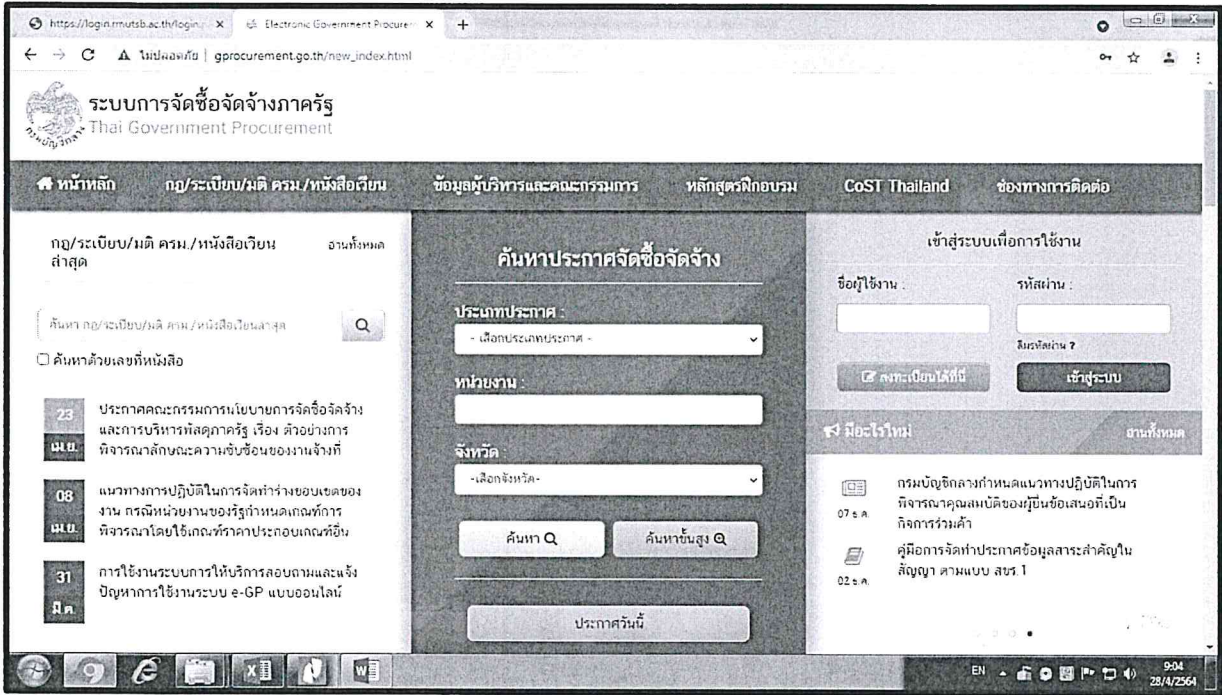 https://login.rmutsb.ac.th/login.
Electronic Government Procure
ไม่ปลอดภัย | gprocurement.go.th/new_index.html
ระบบการจัดซื้อจัดจ้างภาครัฐ
Thai Government Procurement
กรมบัญชีกลาง
หน้าหลัก
กฎ/ระเบียบ/มติ ครม./หนังสือเวียน
ข้อมูลผู้บริหารและคณะกรรมการ
หลักสูตรฝึกอบรม
CoST Thailand
ช่องทางการติดต่อ
กฎ/ระเบียบ/มติ ครม./หนังสือเวียน
ล่าสุด
อ่านทั้งหมด
ค้นหา กฎ/ระเบียบ/มติ ครม./หนังสือเวียนล่าสุด
ค้นหาด้วยเลขที่หนังสือ
23
เม.ย.
ประกาศคณะกรรมการนโยบายการจัดซื้อจัดจ้าง
และการบริหารพัสดุภาครัฐ เรื่อง ตัวอย่างการ
พิจารณาลักษณะความซับซ้อนของงานจ้างที่
08
เม.ย.
แนวทางการปฏิบัติในการจัดทำร่างขอบเขตของ
งาน กรณีหน่วยงานของรัฐกำหนดเกณฑ์การ
พิจารณาโดยใช้เกณฑ์ราคาประกอบเกณฑ์อื่น
31
มี.ค.
การใช้งานระบบการให้บริการสอบถามและแจ้ง
ปัญหาการใช้งานระบบ e-GP แบบออนไลน์
ค้นหาประกาศจัดซื้อจัดจ้าง
ประเภทประกาศ :
- เลือกประเภทประกาศ -
หน่วยงาน :
จังหวัด :
-เลือกจังหวัด-
ค้นหา
ค้นหาขั้นสูง
ประกาศวันนี้
เข้าสู่ระบบเพื่อการใช้งาน
ชื่อผู้ใช้งาน :
รหัสผ่าน :
ลืมรหัสผ่าน ?
ลงทะเบียนได้ที่นี่
เข้าสู่ระบบ
มีอะไรใหม่
อ่านทั้งหมด
07 ธ.ค.
กรมบัญชีกลางกำหนดแนวทางปฏิบัติในการ
พิจารณาคุณสมบัติของผู้ยื่นข้อเสนอที่เป็น
กิจการร่วมค้า
02 ธ.ค.
คู่มือการจัดทำประกาศข้อมูลสาระสำคัญใน
สัญญา ตามแบบ สขร.1
EN
9:04
28/4/2564